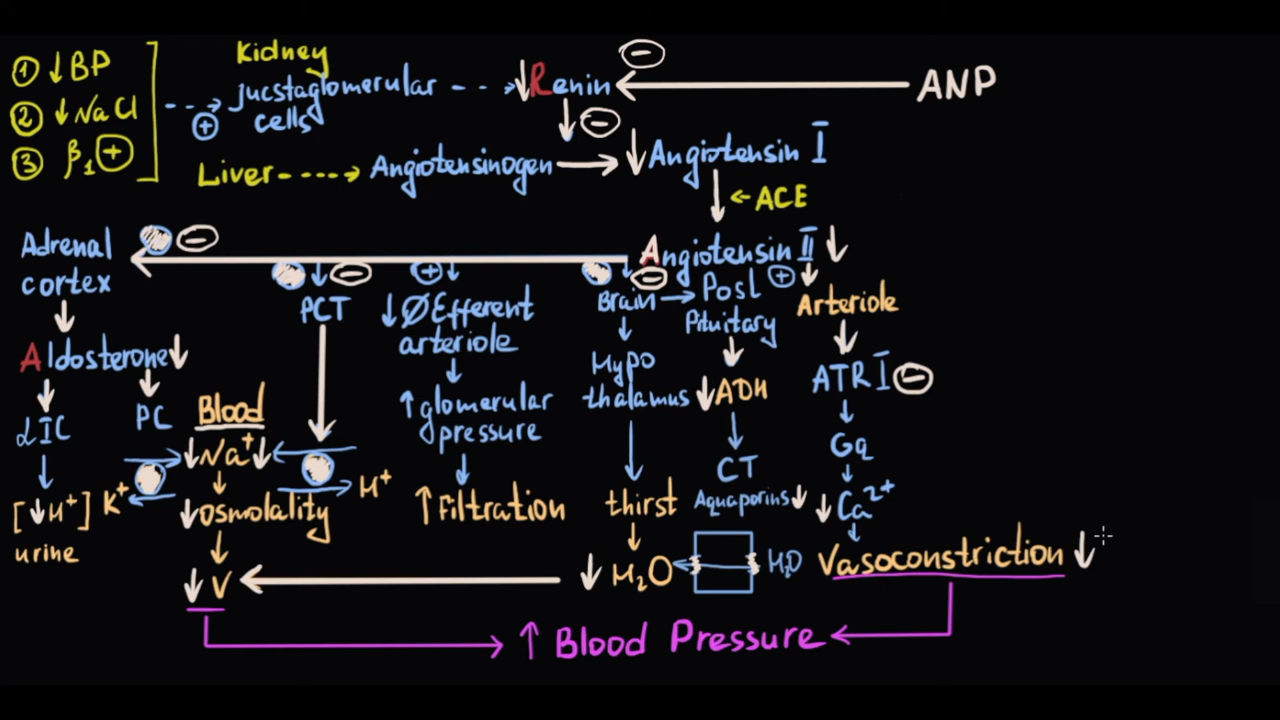 ① ↓ BP
② ↓ NaCl
③ β₁ (+)
(+)
Kidney
jucstaglomerular
cells
↓ Renin
(-)
ANP
(-)
Liver
Angiotensinogen
↓ Angiotensin I
← ACE
Adrenal
cortex
(-)
Angiotensin II ↓
(-)
PCT
(+)
↓ Ø Efferent
arteriole
(-)
Brain → Posl (+)
Pituitary
Arteriole
Aldosterone ↓
Hypo
thalamus
↓ ADH
ATR I (-)
αIC
PC
Blood
↑ glomerular
pressure
↓ Na⁺ ↓
CT
Aquaporins ↓
Gq
[↓ H⁺]
urine
K⁺
H⁺
↓ osmolality
↑ Filtration
thirst
↓ Ca²⁺
↓ V
↓ H₂O
H₂O
Vasoconstriction ↓
↑ Blood Pressure